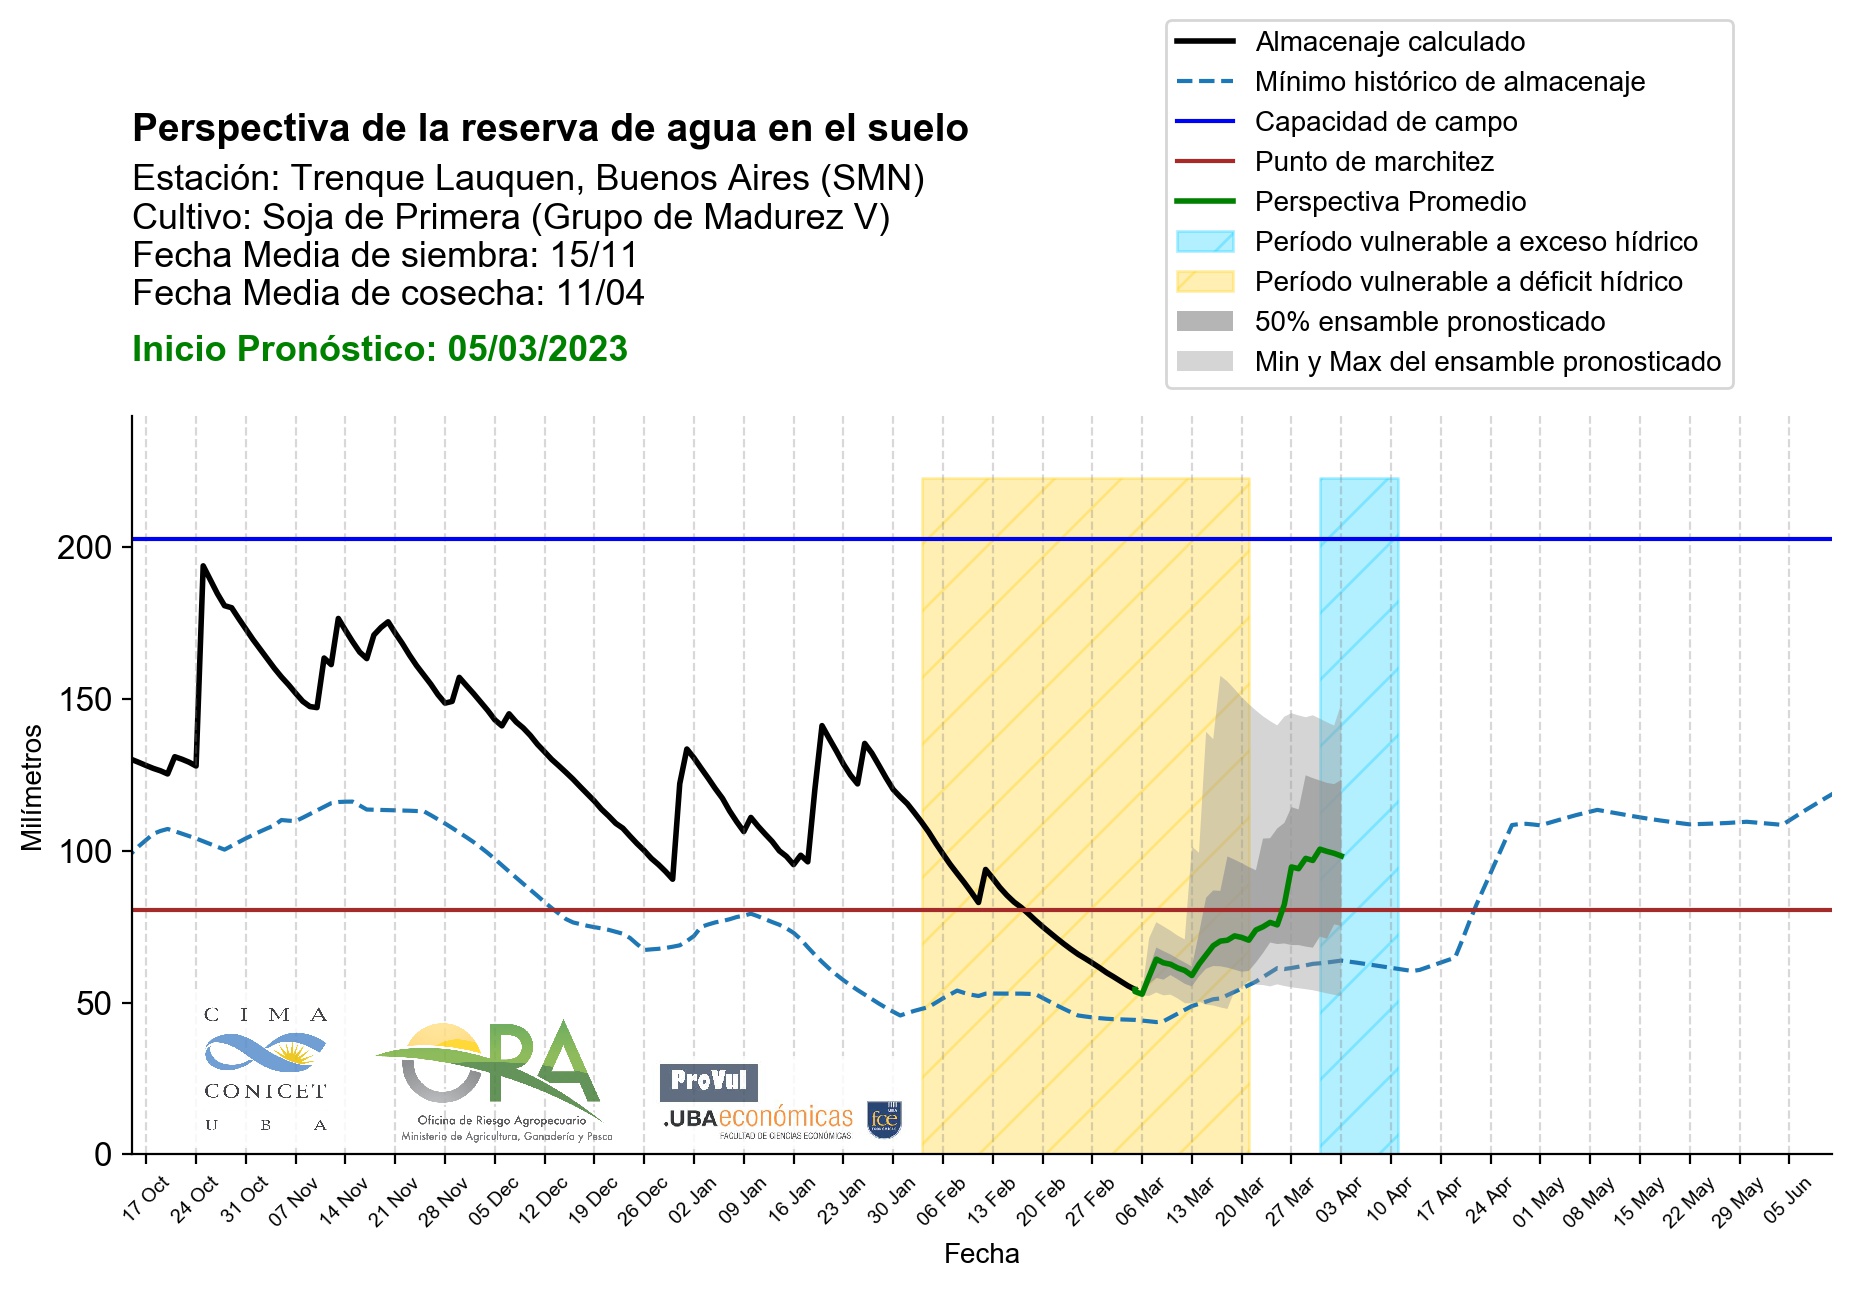 Almacenaje calculado
Mínimo histórico de almacenaje
Capacidad de campo
Punto de marchitez
Perspectiva Promedio
Período vulnerable a exceso hídrico
Período vulnerable a déficit hídrico
50% ensamble pronosticado
Min y Max del ensamble pronosticado
Perspectiva de la reserva de agua en el suelo
Estación: Trenque Lauquen, Buenos Aires (SMN)
Cultivo: Soja de Primera (Grupo de Madurez V)
Fecha Media de siembra: 15/11
Fecha Media de cosecha: 11/04
Inicio Pronóstico: 05/03/2023
Milímetros
200
150
100
50
0
CIMA
CONICET
UBA
ORA
Oficina de Riesgo Agropecuario
Ministerio de Agricultura, Ganadería y Pesca
ProVul
.UBAeconómicas
FACULTAD DE CIENCIAS ECONÓMICAS
fce
17 Oct
24 Oct
31 Oct
07 Nov
14 Nov
21 Nov
28 Nov
05 Dec
12 Dec
19 Dec
26 Dec
02 Jan
09 Jan
16 Jan
23 Jan
30 Jan
06 Feb
13 Feb
20 Feb
27 Feb
06 Mar
13 Mar
20 Mar
27 Mar
03 Apr
10 Apr
17 Apr
24 Apr
01 May
08 May
15 May
22 May
29 May
05 Jun
Fecha